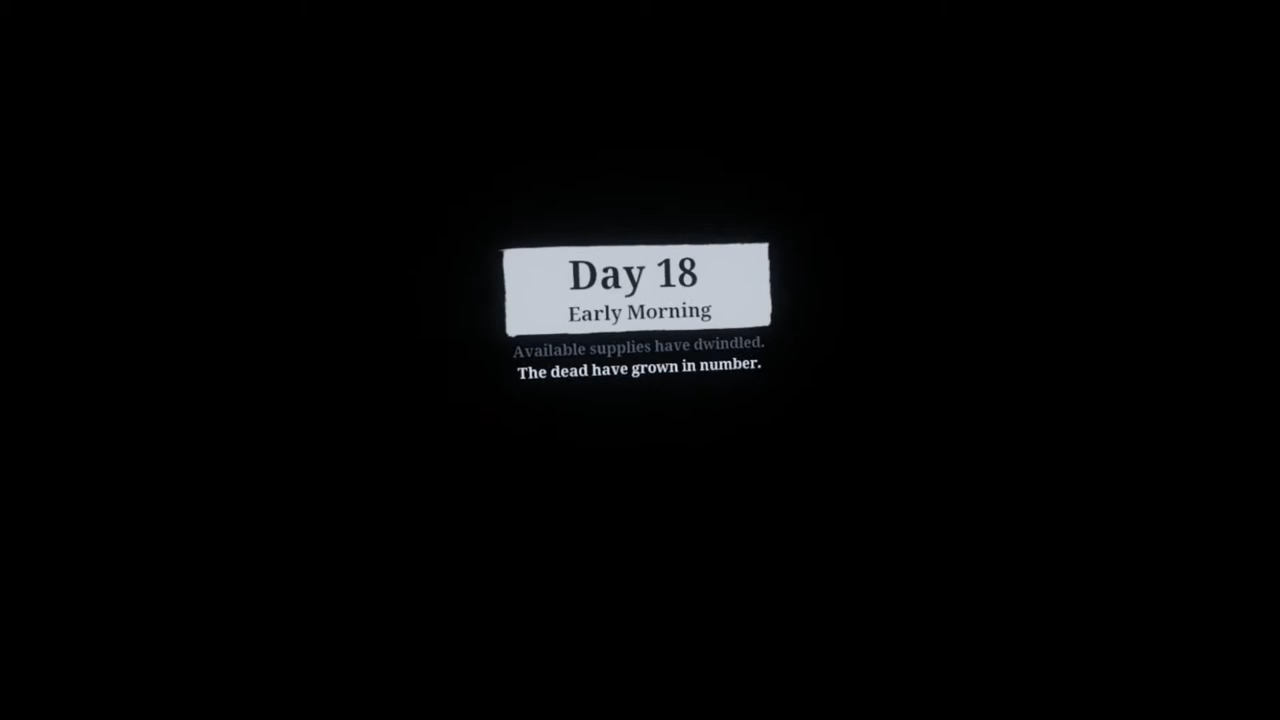 Day 18
Early Morning
Available supplies have dwindled.
The dead have grown in number.